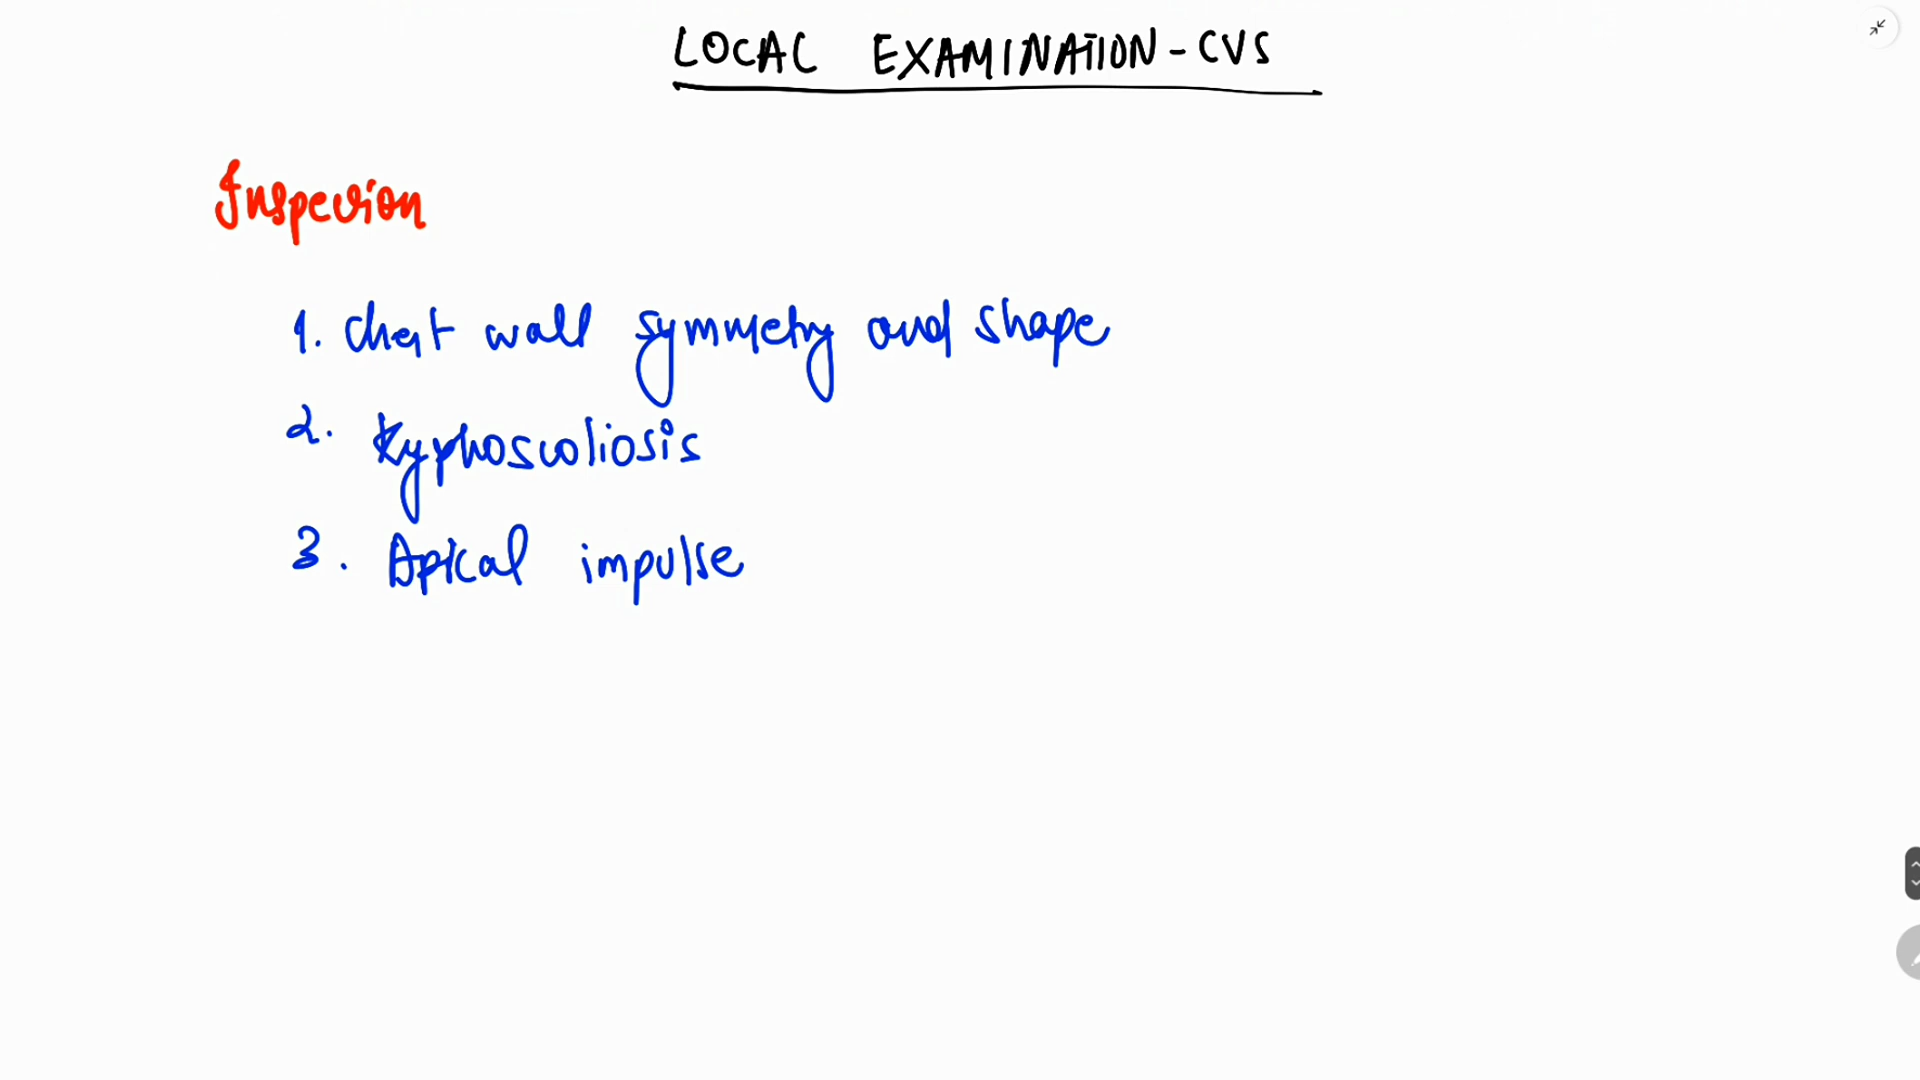 LOCAL EXAMINATION - CVS
Inspection
1. Chest wall symmetry and shape
2. Kyphoscoliosis
3. Apical impulse